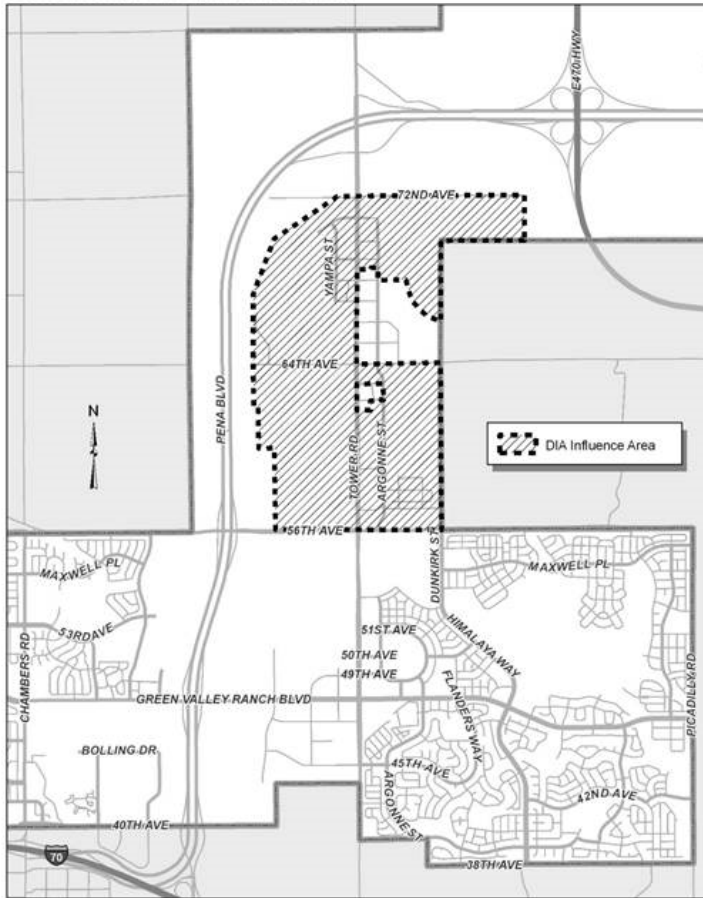 E470 HWY
72ND AVE
YAMPA ST
64TH AVE
PENA BLVD
N
TOWER RD
ARGONNE ST
DIA Influence Area
56TH AVE
DUNKIRK ST
MAXWELL PL
MAXWELL PL
53RD AVE
51ST AVE
HIMALAYA WAY
50TH AVE
49TH AVE
CHAMBERS RD
GREEN VALLEY RANCH BLVD
FLANDERS WAY
PICADILLY RD
BOLLING DR
45TH AVE
ARGONNE ST
42ND AVE
40TH AVE
70
38TH AVE